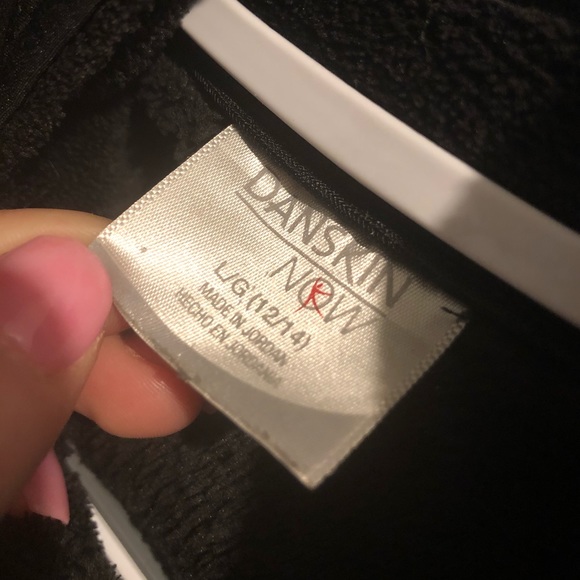 DANSKIN
NOW
L/G (12/14)
MADE IN JORDAN
HECHO EN JORDANIA